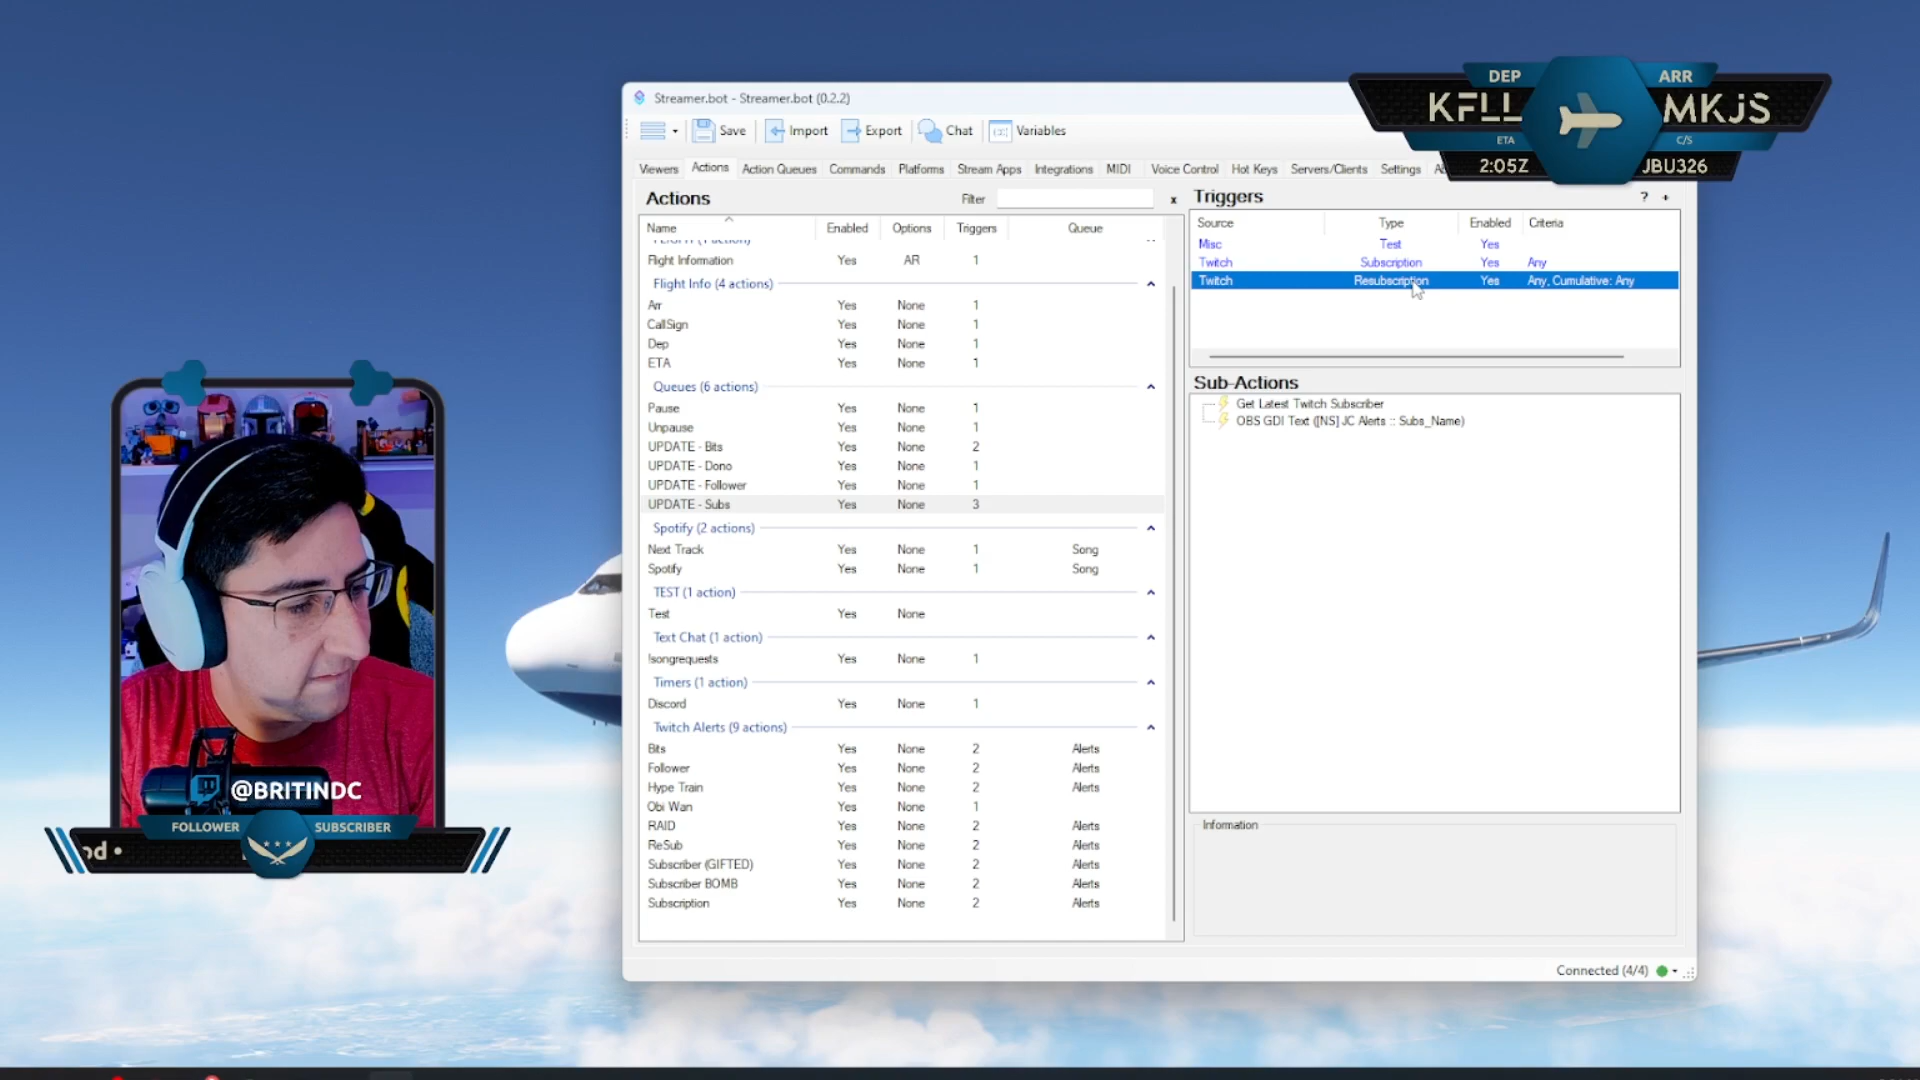 Streamer.bot - Streamer.bot (0.2.2)
Save Import Export Chat Variables
Viewers Actions Action Queues Commands Platforms Stream Apps Integrations MIDI Voice Control Hot Keys Servers/Clients Settings
Actions
Filter
x
Name Enabled Options Triggers Queue
Flight Information Yes AR 1
Flight Info (4 actions)
Arr Yes None 1
CallSign Yes None 1
Dep Yes None 1
ETA Yes None 1
Queues (6 actions)
Pause Yes None 1
Unpause Yes None 1
UPDATE - Bits Yes None 2
UPDATE - Dono Yes None 1
UPDATE - Follower Yes None 1
UPDATE - Subs Yes None 3
Spotify (2 actions)
Next Track Yes None 1 Song
Spotify Yes None 1 Song
TEST (1 action)
Test Yes None
Text Chat (1 action)
!songrequests Yes None 1
Timers (1 action)
Discord Yes None 1
Twitch Alerts (9 actions)
Bits Yes None 2 Alerts
Follower Yes None 2 Alerts
Hype Train Yes None 2 Alerts
Obi Wan Yes None 1
RAID Yes None 2 Alerts
ReSub Yes None 2 Alerts
Subscriber (GIFTED) Yes None 2 Alerts
Subscriber BOMB Yes None 2 Alerts
Subscription Yes None 2 Alerts
Triggers
? +
Source Type Enabled Criteria
Misc Test Yes
Twitch Subscription Yes Any
Twitch Resubscription Yes Any, Cumulative: Any
Sub-Actions
Get Latest Twitch Subscriber
OBS GDI Text ([NS] JC Alerts :: Subs_Name)
Information
Connected (4/4)
DEP ARR
KFLL MKJS
ETA C/S
2:05Z JBU326
@BRITINDC
FOLLOWER SUBSCRIBER
od •